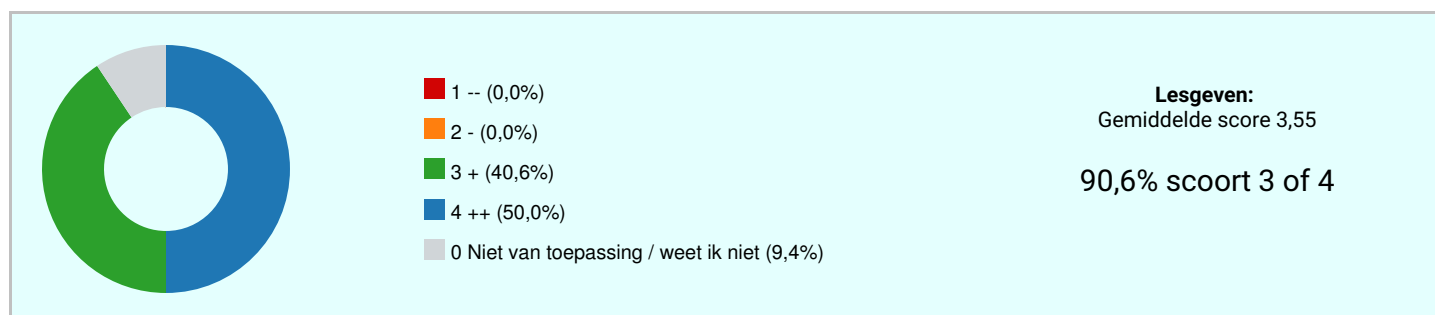 1 -- (0,0%)
2 - (0,0%)
3 + (40,6%)
4 ++ (50,0%)
0 Niet van toepassing / weet ik niet (9,4%)
Lesgeven:
Gemiddelde score 3,55
90,6% scoort 3 of 4